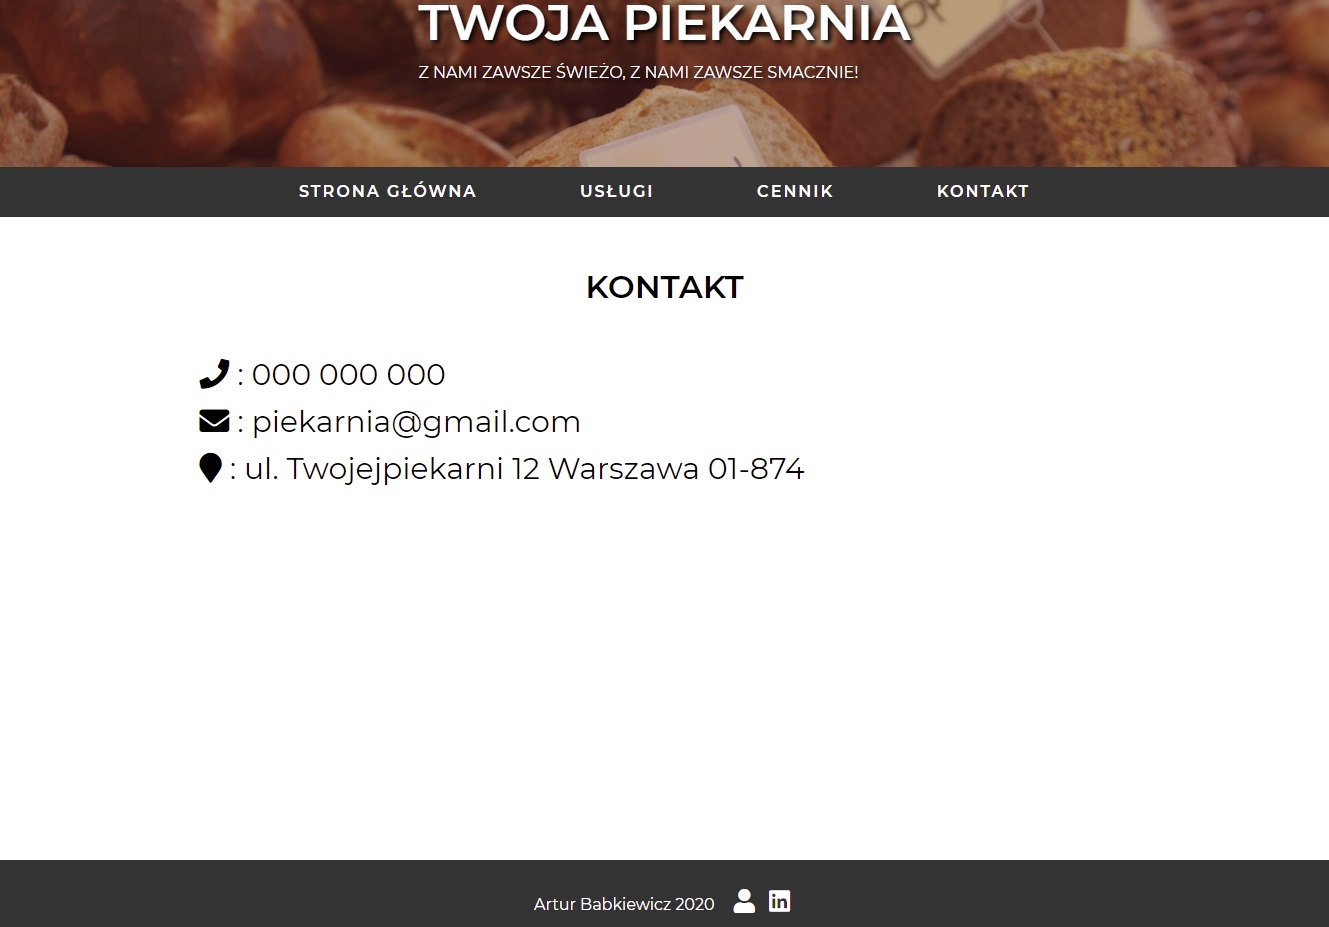 TWOJA PIEKARNIA
Z NAMI ZAWSZE ŚWIEŻO, Z NAMI ZAWSZE SMACZNIE!
STRONA GŁÓWNA USŁUGI CENNIK KONTAKT
KONTAKT
: 000 000 000
: piekarnia@gmail.com
: ul. Twojejpiekarni 12 Warszawa 01-874
Artur Babkiewicz 2020 in